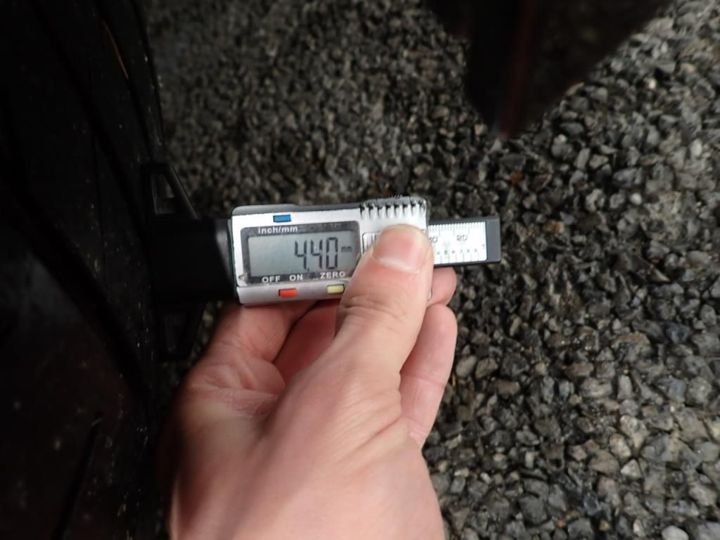 inch/mm
4.40 mm
OFF ON ZERO